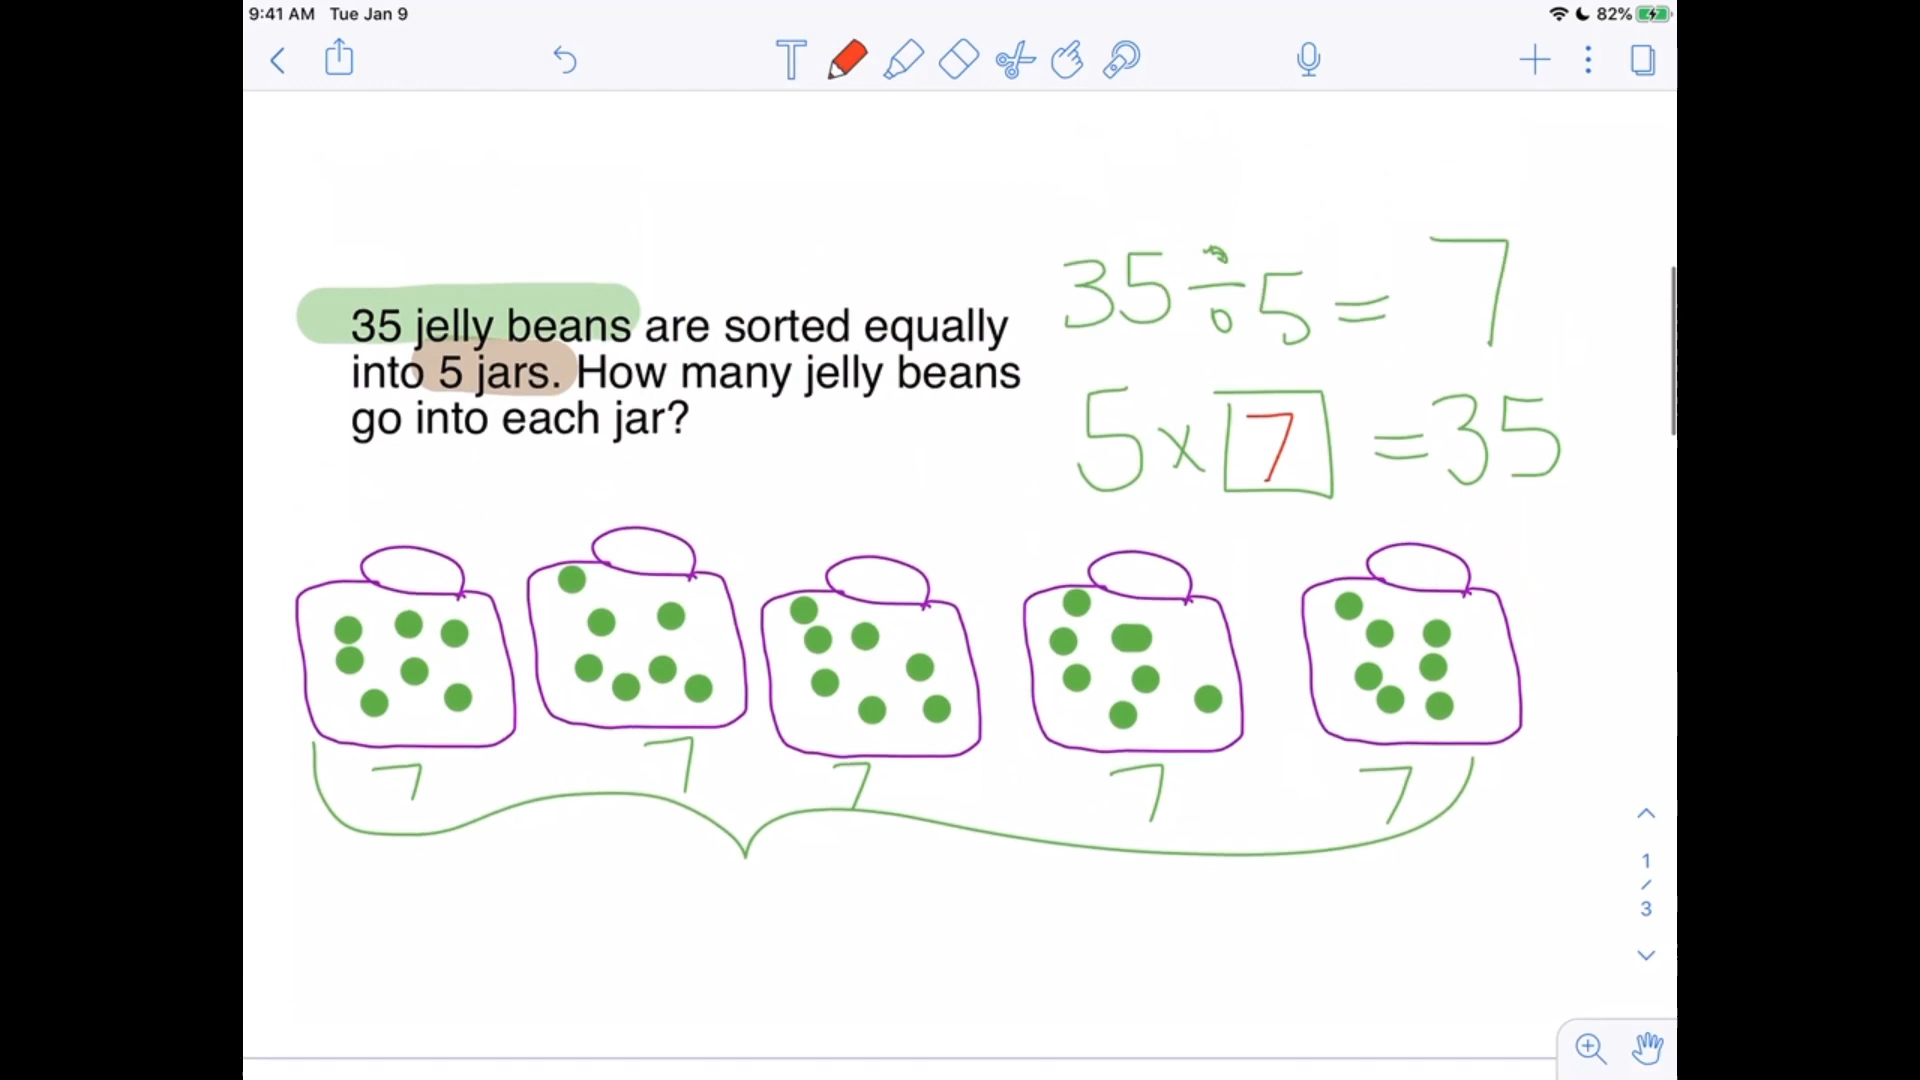 9:41 AM Tue Jan 9
82%
T
35 jelly beans are sorted equally
into 5 jars. How many jelly beans
go into each jar?
35 ÷ 5 = 7
5 x 7 = 35
7 7 7 7 7
1
/
3